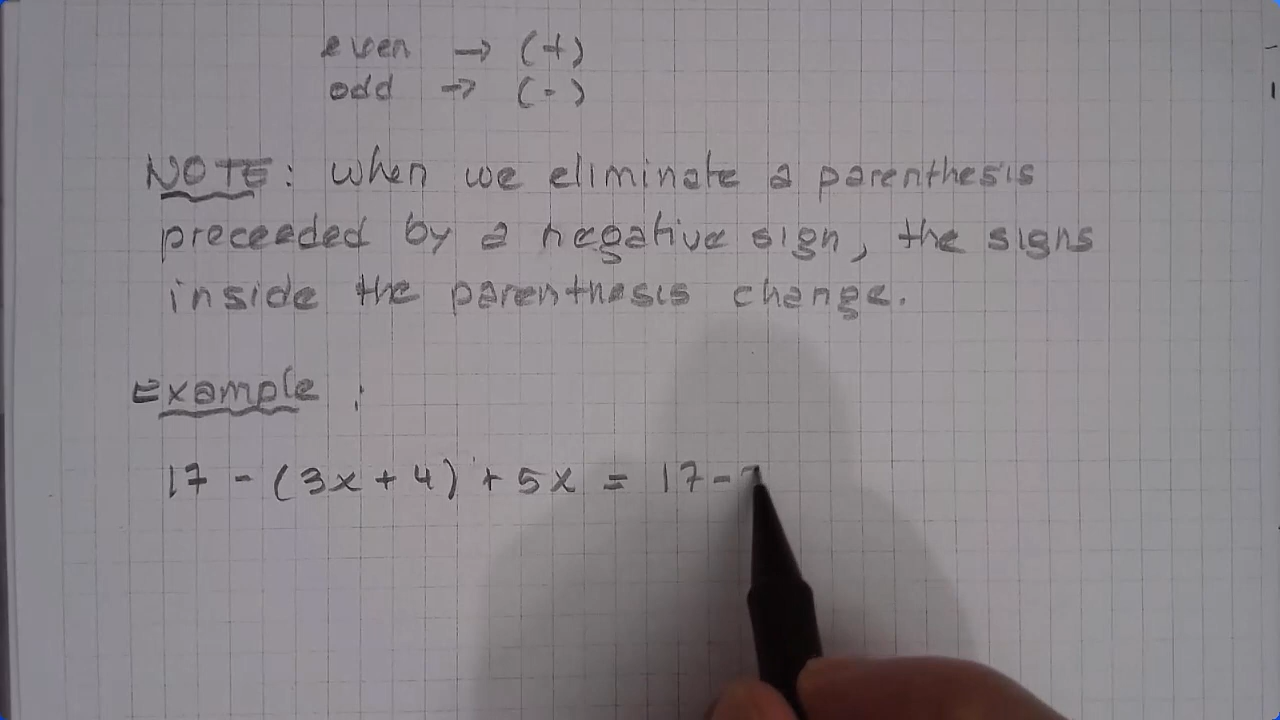 even → (+)
odd → (-)
NOTE: when we eliminate a parenthesis
preceeded by a negative sign, the signs
inside the parenthesis change.
Example :
17 - (3x + 4) + 5x = 17 -